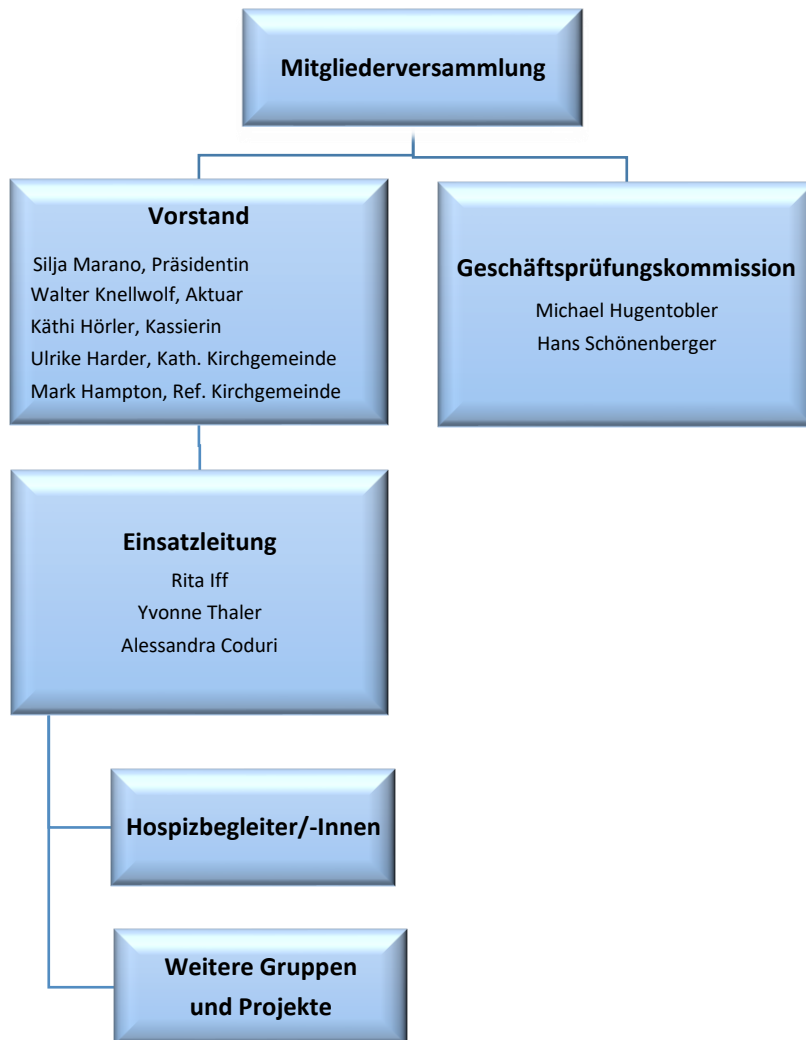 Mitgliederversammlung
Vorstand
Silja Marano, Präsidentin
Walter Knellwolf, Aktuar
Käthi Hörler, Kassierin
Ulrike Harder, Kath. Kirchgemeinde
Mark Hampton, Ref. Kirchgemeinde
Geschäftsprüfungskommission
Michael Hugentobler
Hans Schönenberger
Einsatzleitung
Rita Iff
Yvonne Thaler
Alessandra Coduri
Hospizbegleiter/-Innen
Weitere Gruppen
und Projekte